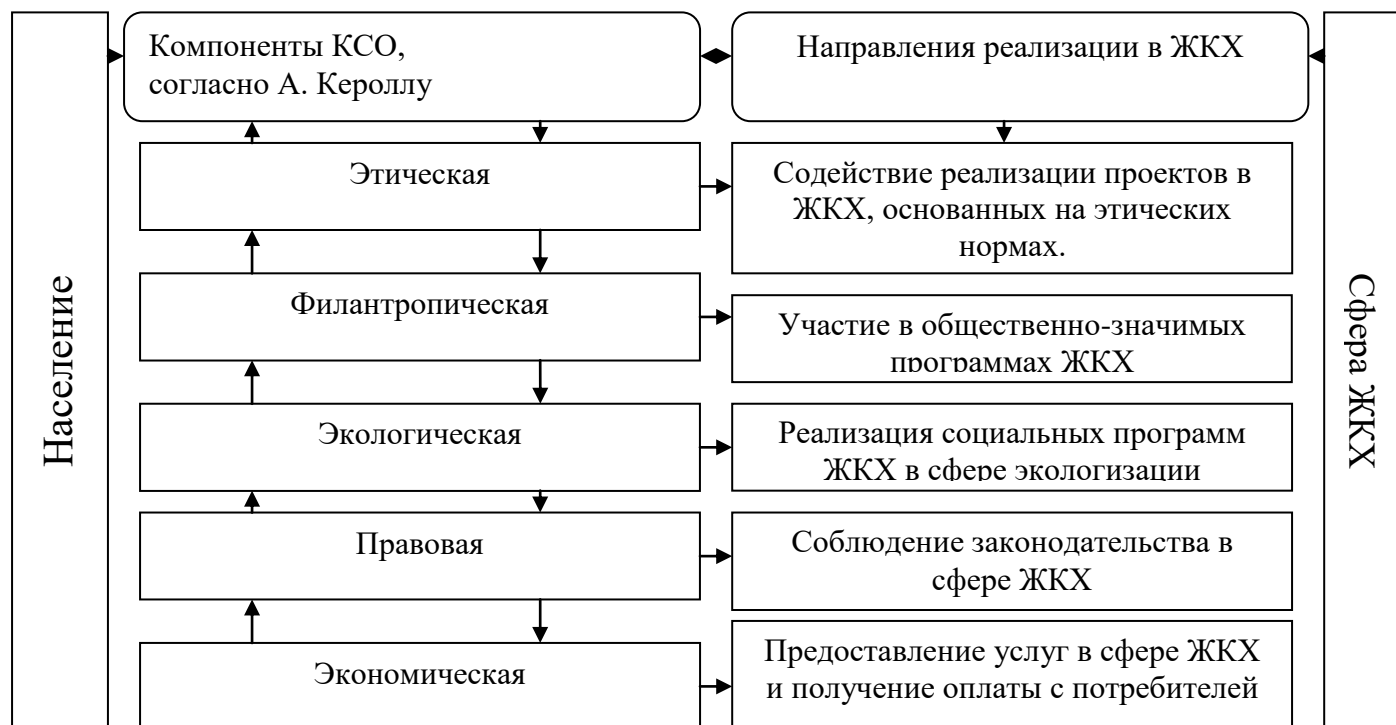 Население
Компоненты КСО,
согласно А. Кероллу
Направления реализации в ЖКХ
Этическая
Содействие реализации проектов в
ЖКХ, основанных на этических
нормах.
Филантропическая
Участие в общественно-значимых
программах ЖКХ
Экологическая
Реализация социальных программ
ЖКХ в сфере экологизации
Правовая
Соблюдение законодательства в
сфере ЖКХ
Экономическая
Предоставление услуг в сфере ЖКХ
и получение оплаты с потребителей
Сфера ЖКХ